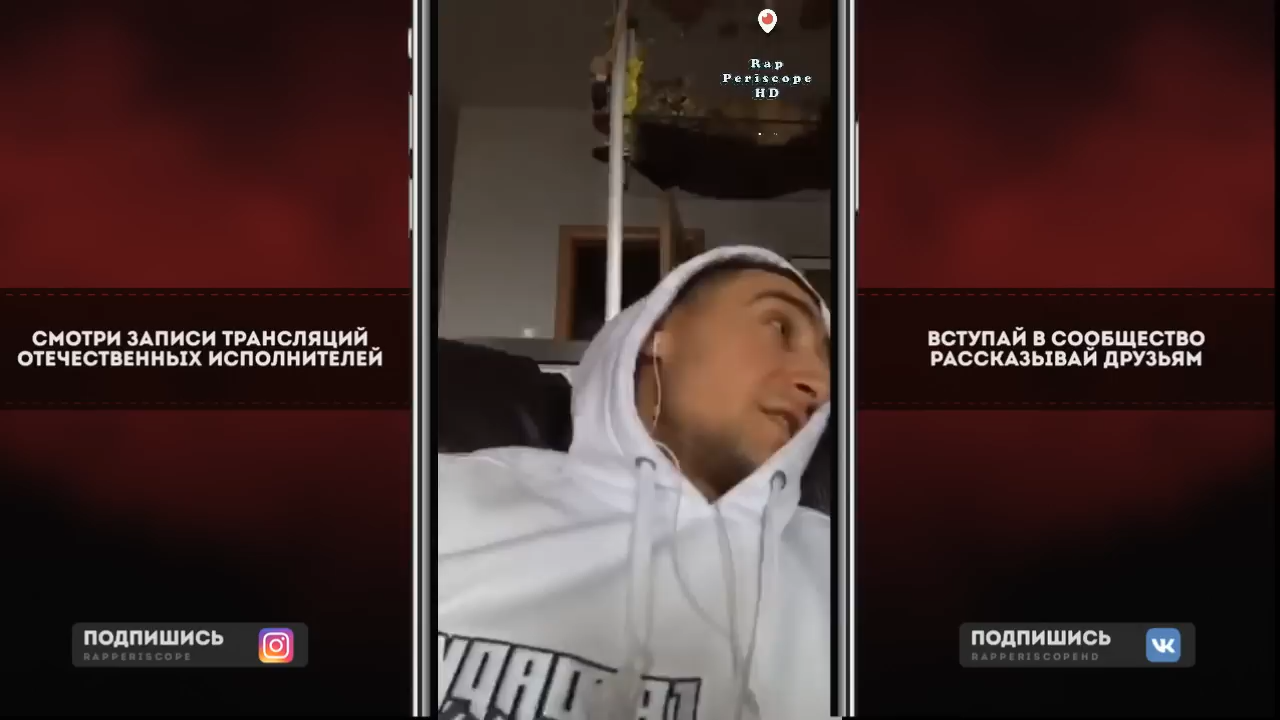 Rap
Periscope
HD
СМОТРИ ЗАПИСИ ТРАНСЛЯЦИЙ
ОТЕЧЕСТВЕННЫХ ИСПОЛНИТЕЛЕЙ
ВСТУПАЙ В СООБЩЕСТВО
РАССКАЗЫВАЙ ДРУЗЬЯМ
ПОДПИШИСЬ
RAPPERISCOPE
ПОДПИШИСЬ
RAPPERISCOPEHD